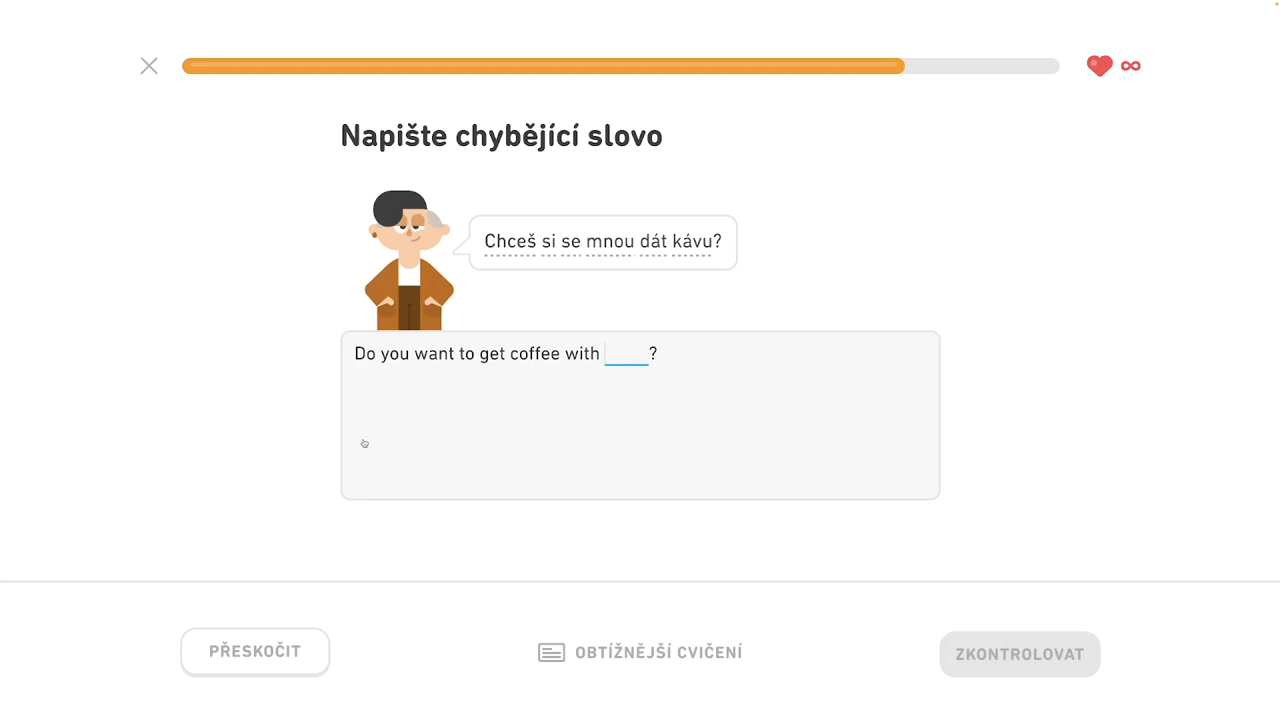 Napište chybějící slovo
Chceš si se mnou dát kávu?
Do you want to get coffee with ____?
PŘESKOČIT
OBTÍŽNĚJŠÍ CVIČENÍ
ZKONTROLOVAT